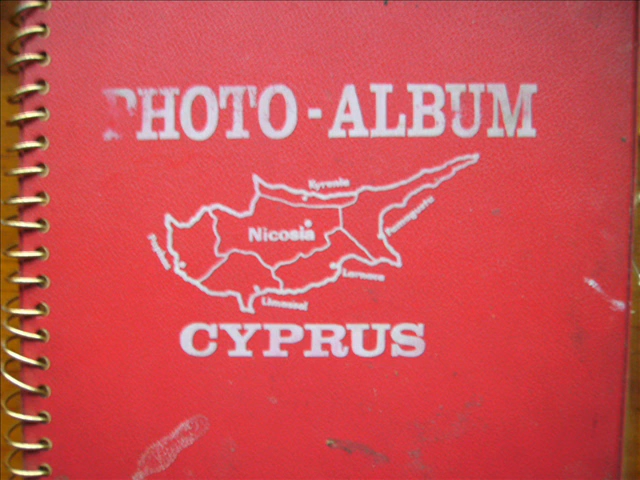 PHOTO-ALBUM
Kyrenia
Famagusta
Nicosia
Paphos
Larnaca
Limassol
CYPRUS